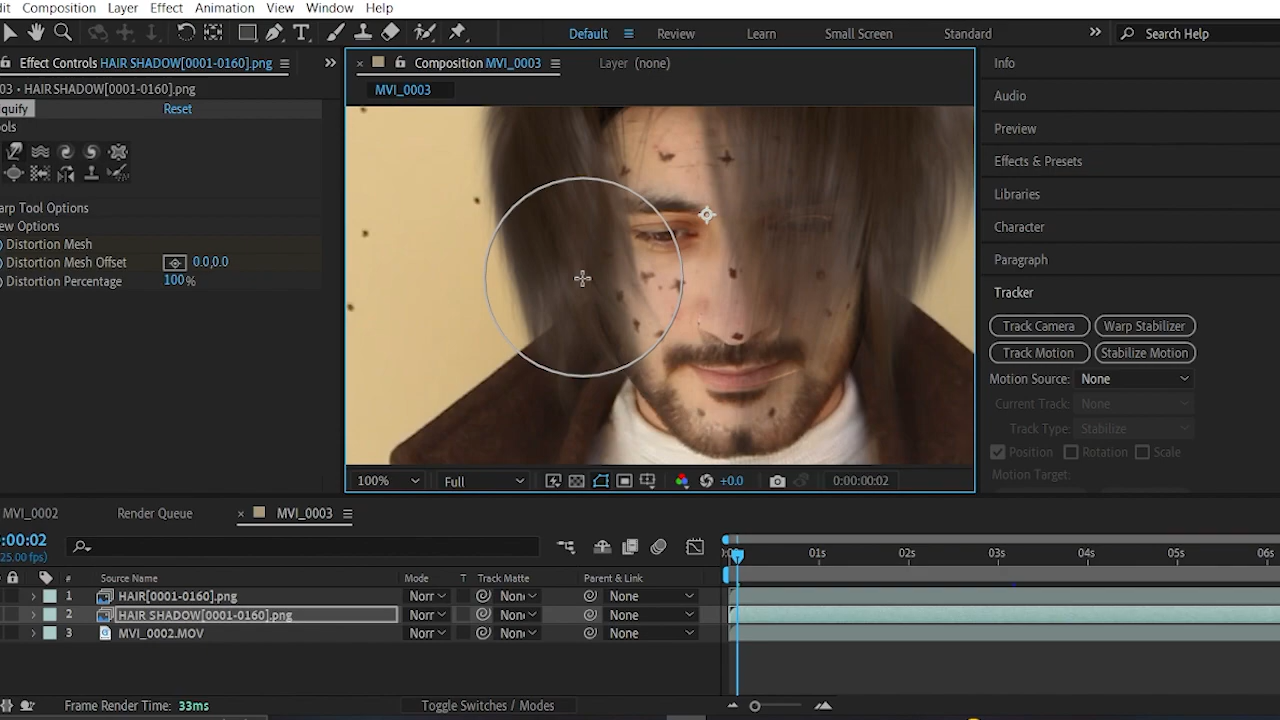 dit Composition Layer Effect Animation View Window Help
Default Review Learn Small Screen Standard Search Help
Effect Controls HAIR SHADOW[0001-0160].png
03 • HAIR SHADOW[0001-0160].png
quify Reset
ols
arp Tool Options
ew Options
Distortion Mesh
Distortion Mesh Offset 0.0,0.0
Distortion Percentage 100%
Composition MVI_0003 Layer (none)
MVI_0003
100% Full +0.0 0:00:00:02
Info
Audio
Preview
Effects & Presets
Libraries
Character
Paragraph
Tracker
Track Camera Warp Stabilizer
Track Motion Stabilize Motion
Motion Source: None
Current Track: None
Track Type: Stabilize
Position Rotation Scale
Motion Target:
MVI_0002 Render Queue MVI_0003
:00:00:02
(25.00 fps)
# Source Name Mode T Track Matte Parent & Link
1 HAIR[0001-0160].png Norr Non None
2 HAIR SHADOW[0001-0160].png Norr Non None
3 MVI_0002.MOV Norr Non None
01s 02s 03s 04s 05s 06s
Frame Render Time: 33ms Toggle Switches / Modes